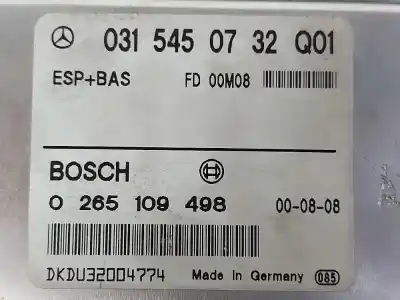 031 545 07 32 Q01
ESP+BAS FD 00M08
BOSCH
0 265 109 498 00-08-08
DKDU32004774 Made in Germany 085